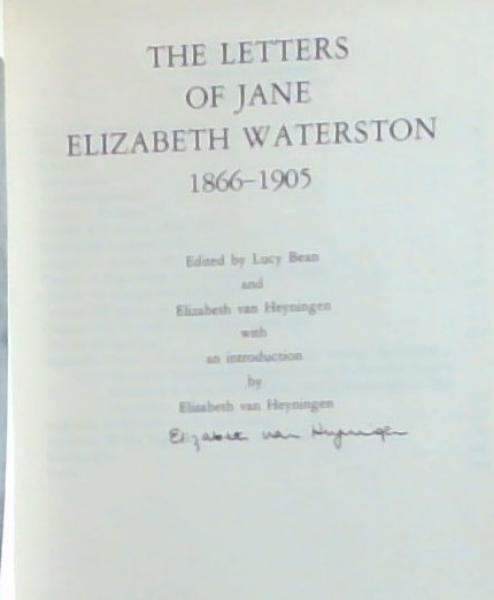 THE LETTERS
OF JANE
ELIZABETH WATERSTON
1866–1905
Edited by Lucy Bean
and
Elizabeth van Heyningen
with
an introduction
by
Elizabeth van Heyningen
Elizabeth van Heyningen